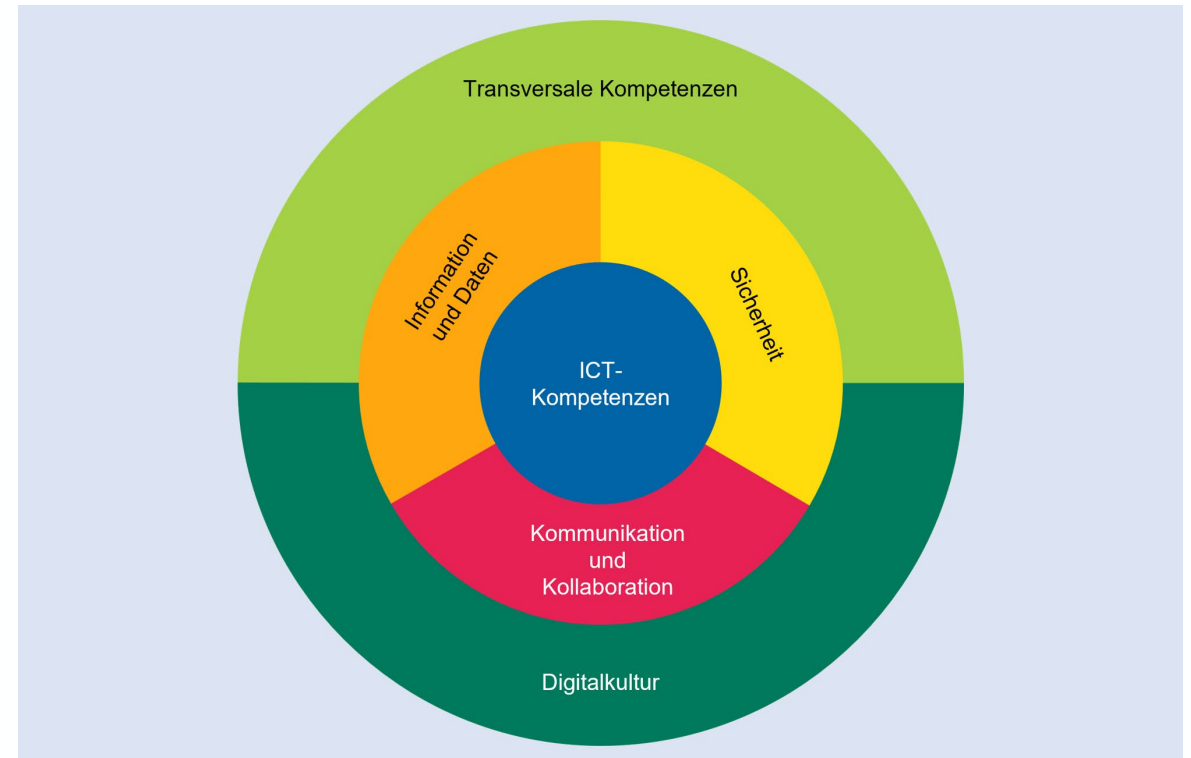 Transversale Kompetenzen
Information
und Daten
Sicherheit
ICT-
Kompetenzen
Kommunikation
und
Kollaboration
Digitalkultur